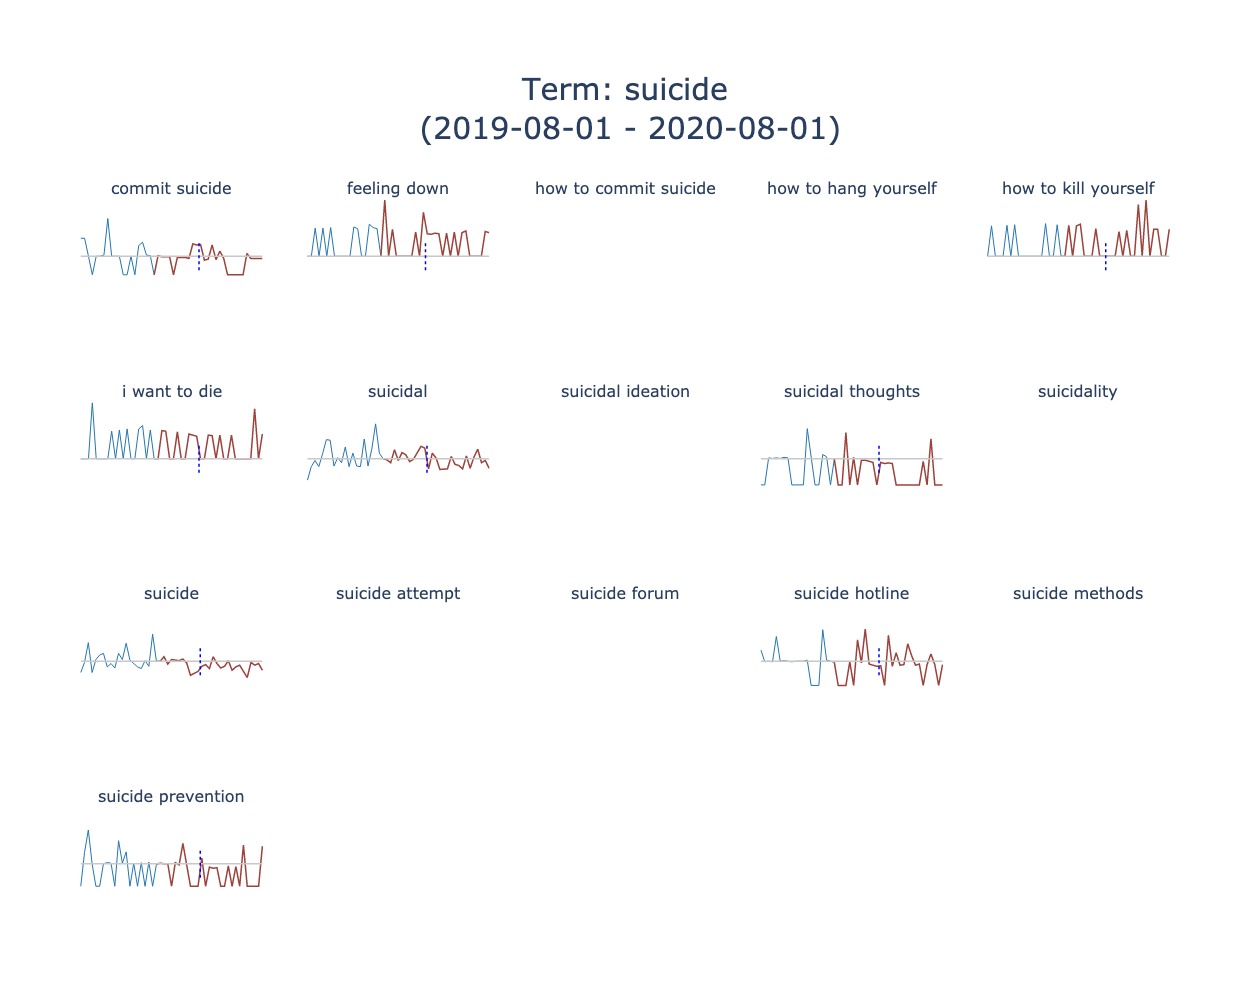 Term: suicide
(2019-08-01 - 2020-08-01)
commit suicide
feeling down
how to commit suicide
how to hang yourself
how to kill yourself
i want to die
suicidal
suicidal ideation
suicidal thoughts
suicidality
suicide
suicide attempt
suicide forum
suicide hotline
suicide methods
suicide prevention